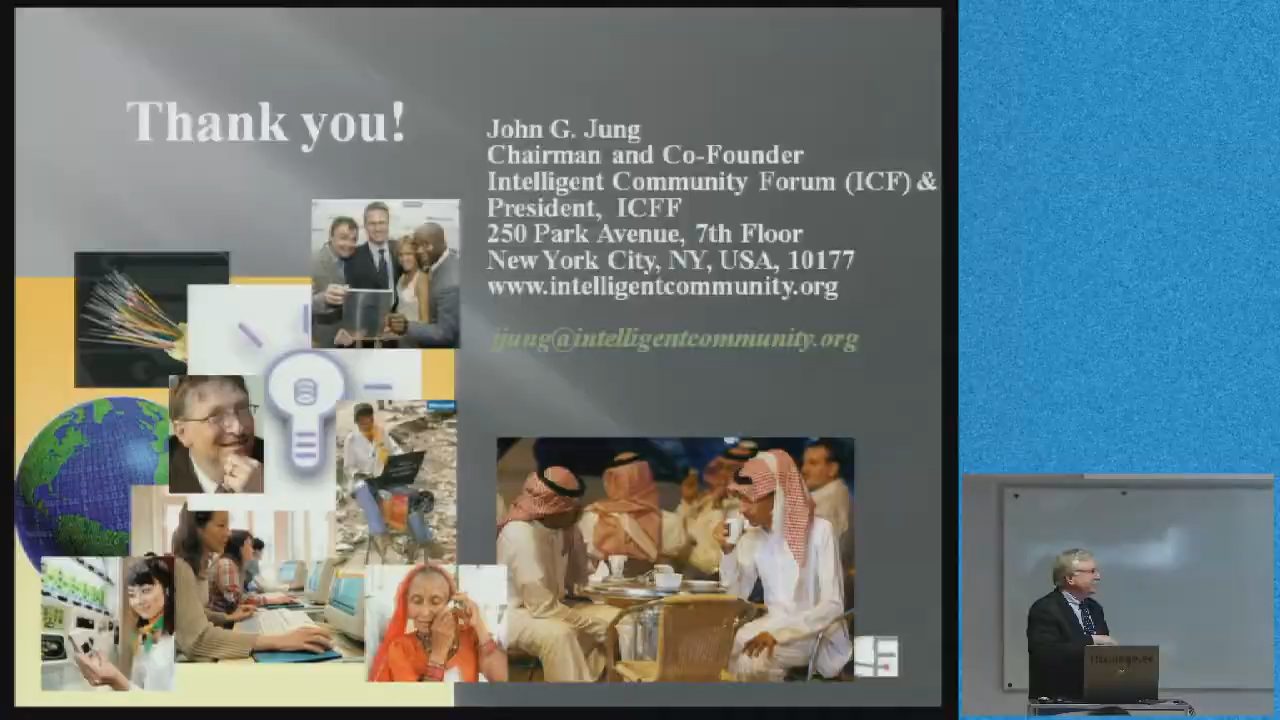 Thank you!
John G. Jung
Chairman and Co-Founder
Intelligent Community Forum (ICF) &
President, ICFF
250 Park Avenue, 7th Floor
New York City, NY, USA, 10177
www.intelligentcommunity.org
jjung@intelligentcommunity.org